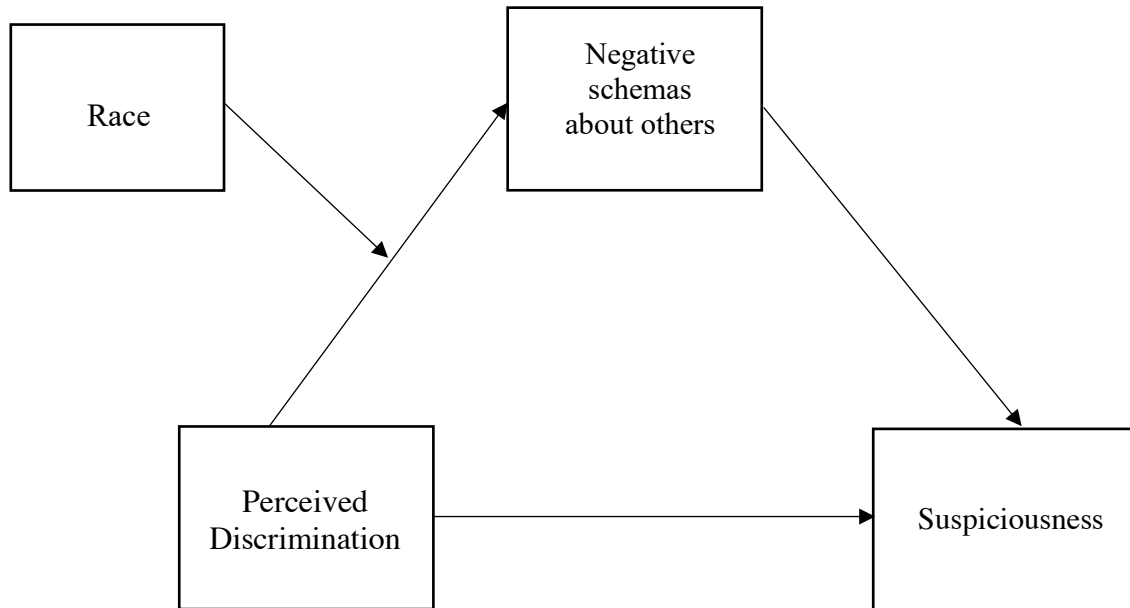 Race
Negative
schemas
about others
Perceived
Discrimination
Suspiciousness